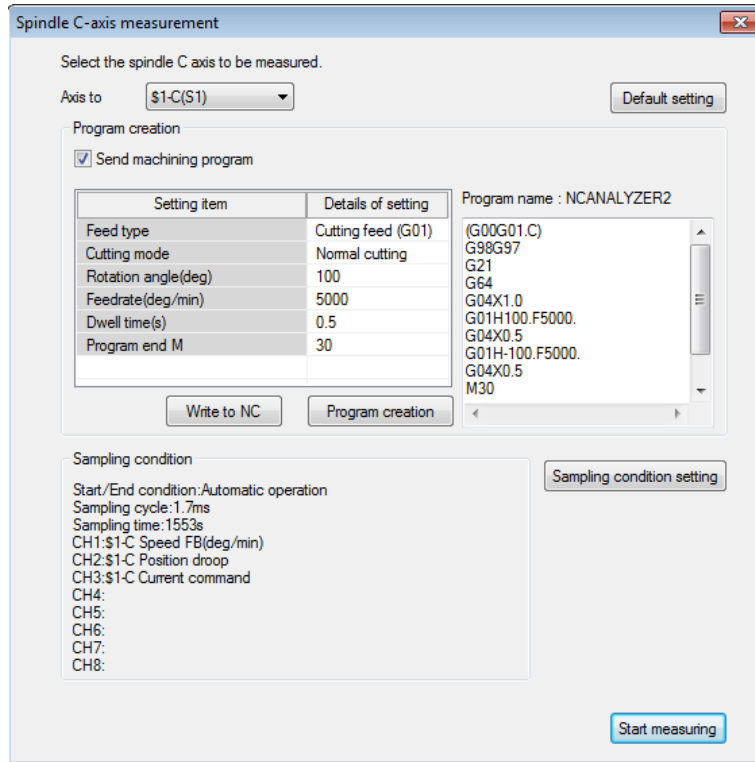 Spindle C-axis measurement
Select the spindle C axis to be measured.
Axis to $1-C(S1) Default setting
Program creation
Send machining program
Setting item Details of setting
Feed type Cutting feed (G01)
Cutting mode Normal cutting
Rotation angle(deg) 100
Feedrate(deg/min) 5000
Dwell time(s) 0.5
Program end M 30
Write to NC Program creation
Program name : NCANALYZER2
(G00G01.C)
G98G97
G21
G64
G04X1.0
G01H100.F5000.
G04X0.5
G01H-100.F5000.
G04X0.5
M30
Sampling condition
Sampling condition setting
Start/End condition:Automatic operation
Sampling cycle:1.7ms
Sampling time:1553s
CH1:$1-C Speed FB(deg/min)
CH2:$1-C Position droop
CH3:$1-C Current command
CH4:
CH5:
CH6:
CH7:
CH8:
Start measuring